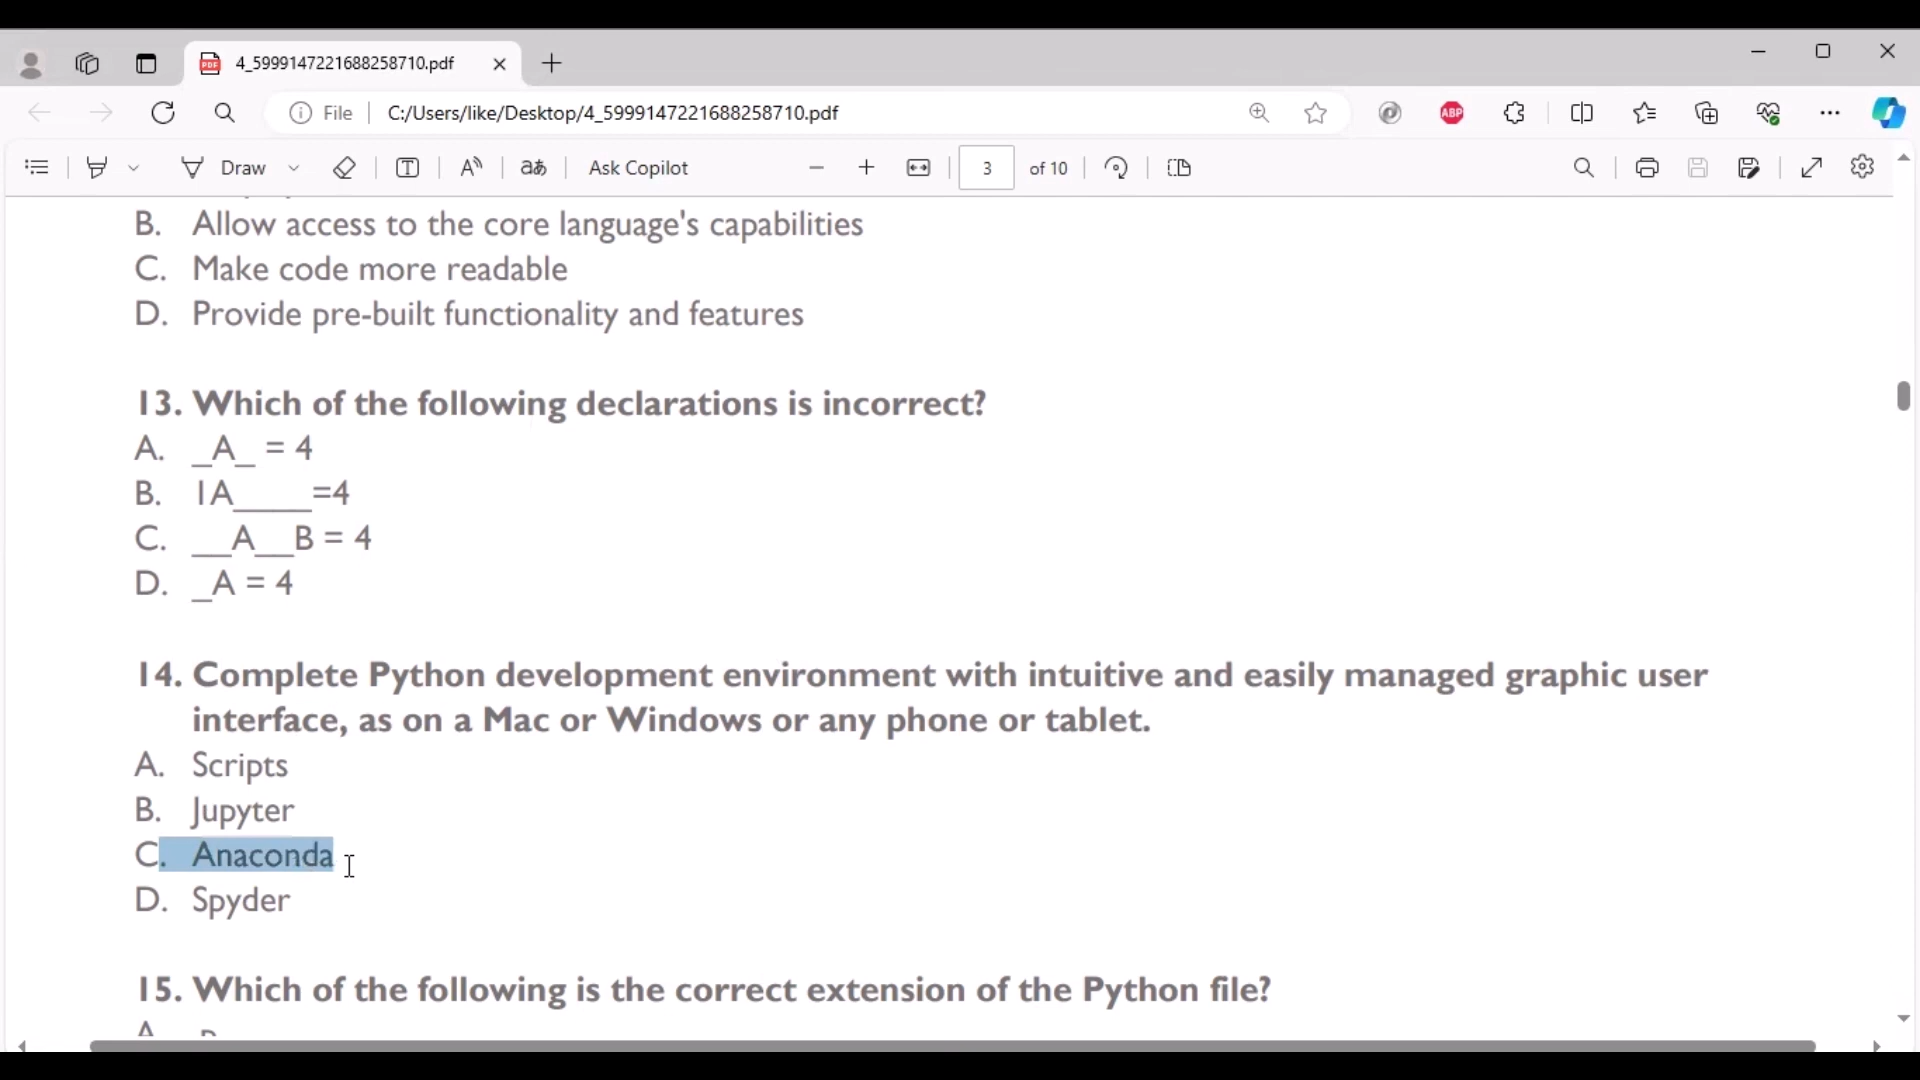 4_5999147221688258710.pdf
File C:/Users/like/Desktop/4_5999147221688258710.pdf
ABP
Draw Ask Copilot 3 of 10
B. Allow access to the core language's capabilities
C. Make code more readable
D. Provide pre-built functionality and features
13. Which of the following declarations is incorrect?
A. _A_ = 4
B. 1A____=4
C. __A__B = 4
D. _A = 4
14. Complete Python development environment with intuitive and easily managed graphic user
interface, as on a Mac or Windows or any phone or tablet.
A. Scripts
B. Jupyter
C. Anaconda
D. Spyder
15. Which of the following is the correct extension of the Python file?